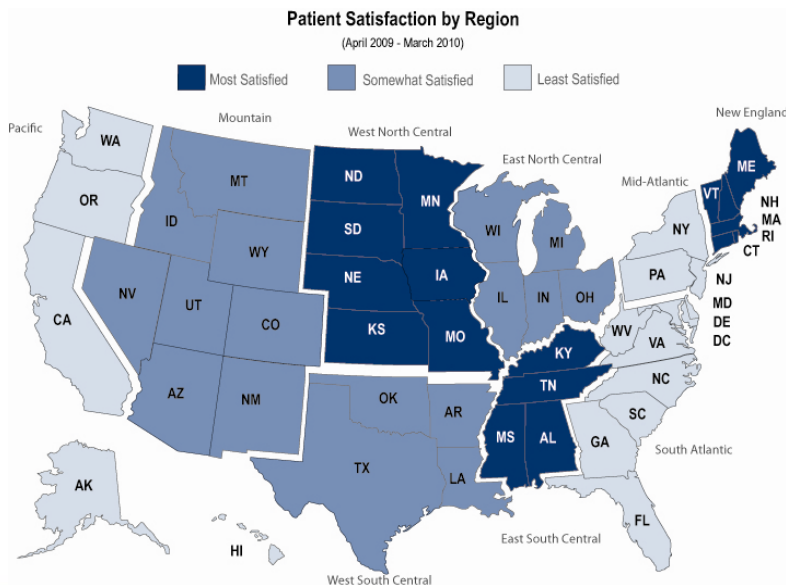 Patient Satisfaction by Region
(April 2009 - March 2010)
Most Satisfied
Somewhat Satisfied
Least Satisfied
Pacific
Mountain
West North Central
East North Central
Mid-Atlantic
New England
WA
OR
CA
AK
HI
MT
ID
WY
NV
UT
CO
AZ
NM
ND
SD
NE
KS
MN
IA
MO
WI
MI
IL
IN
OH
NY
PA
VT
ME
NH
MA
RI
CT
NJ
MD
DE
DC
WV
VA
NC
SC
GA
FL
KY
TN
MS
AL
OK
AR
TX
LA
South Atlantic
East South Central
West South Central